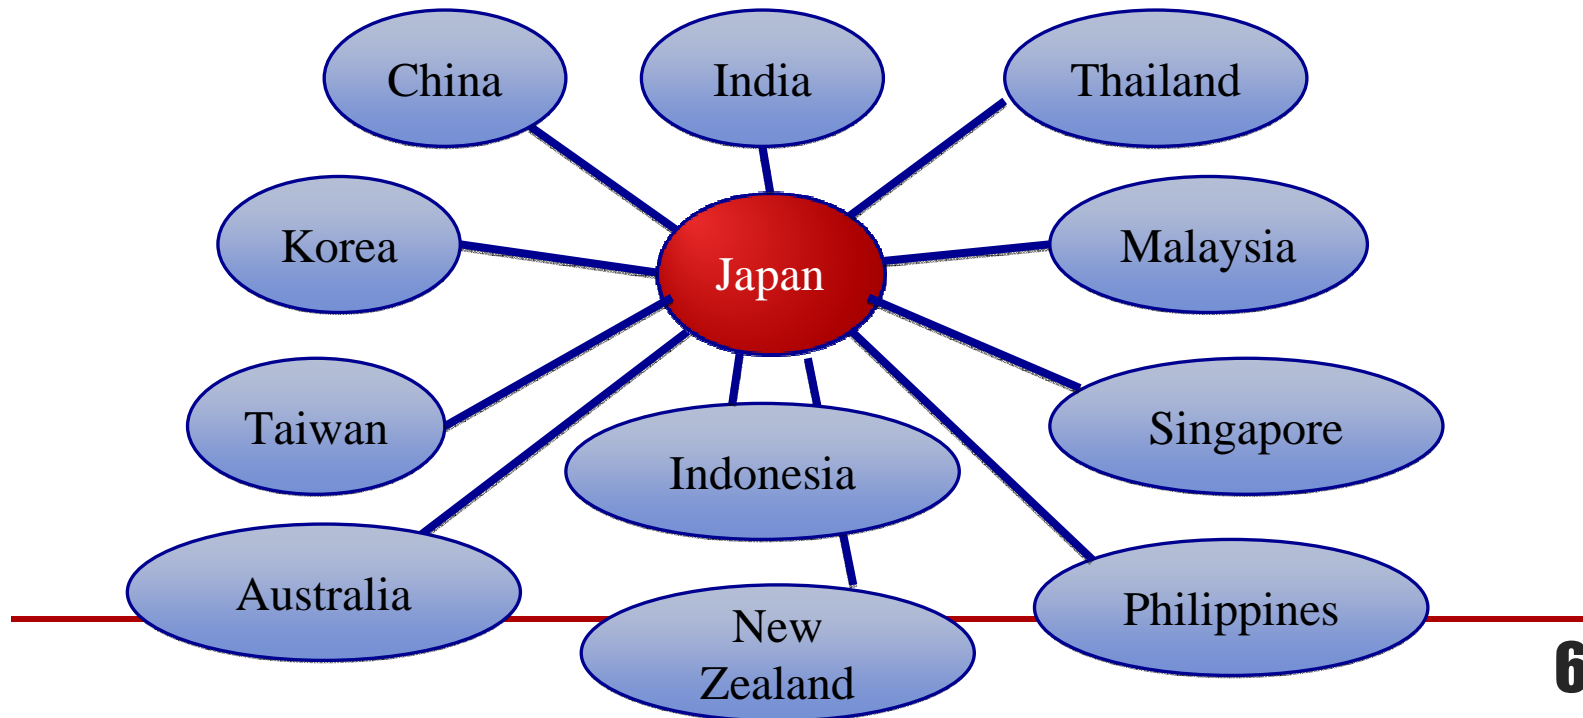 China
India
Thailand
Korea
Japan
Malaysia
Taiwan
Indonesia
Singapore
Australia
New
Zealand
Philippines
6